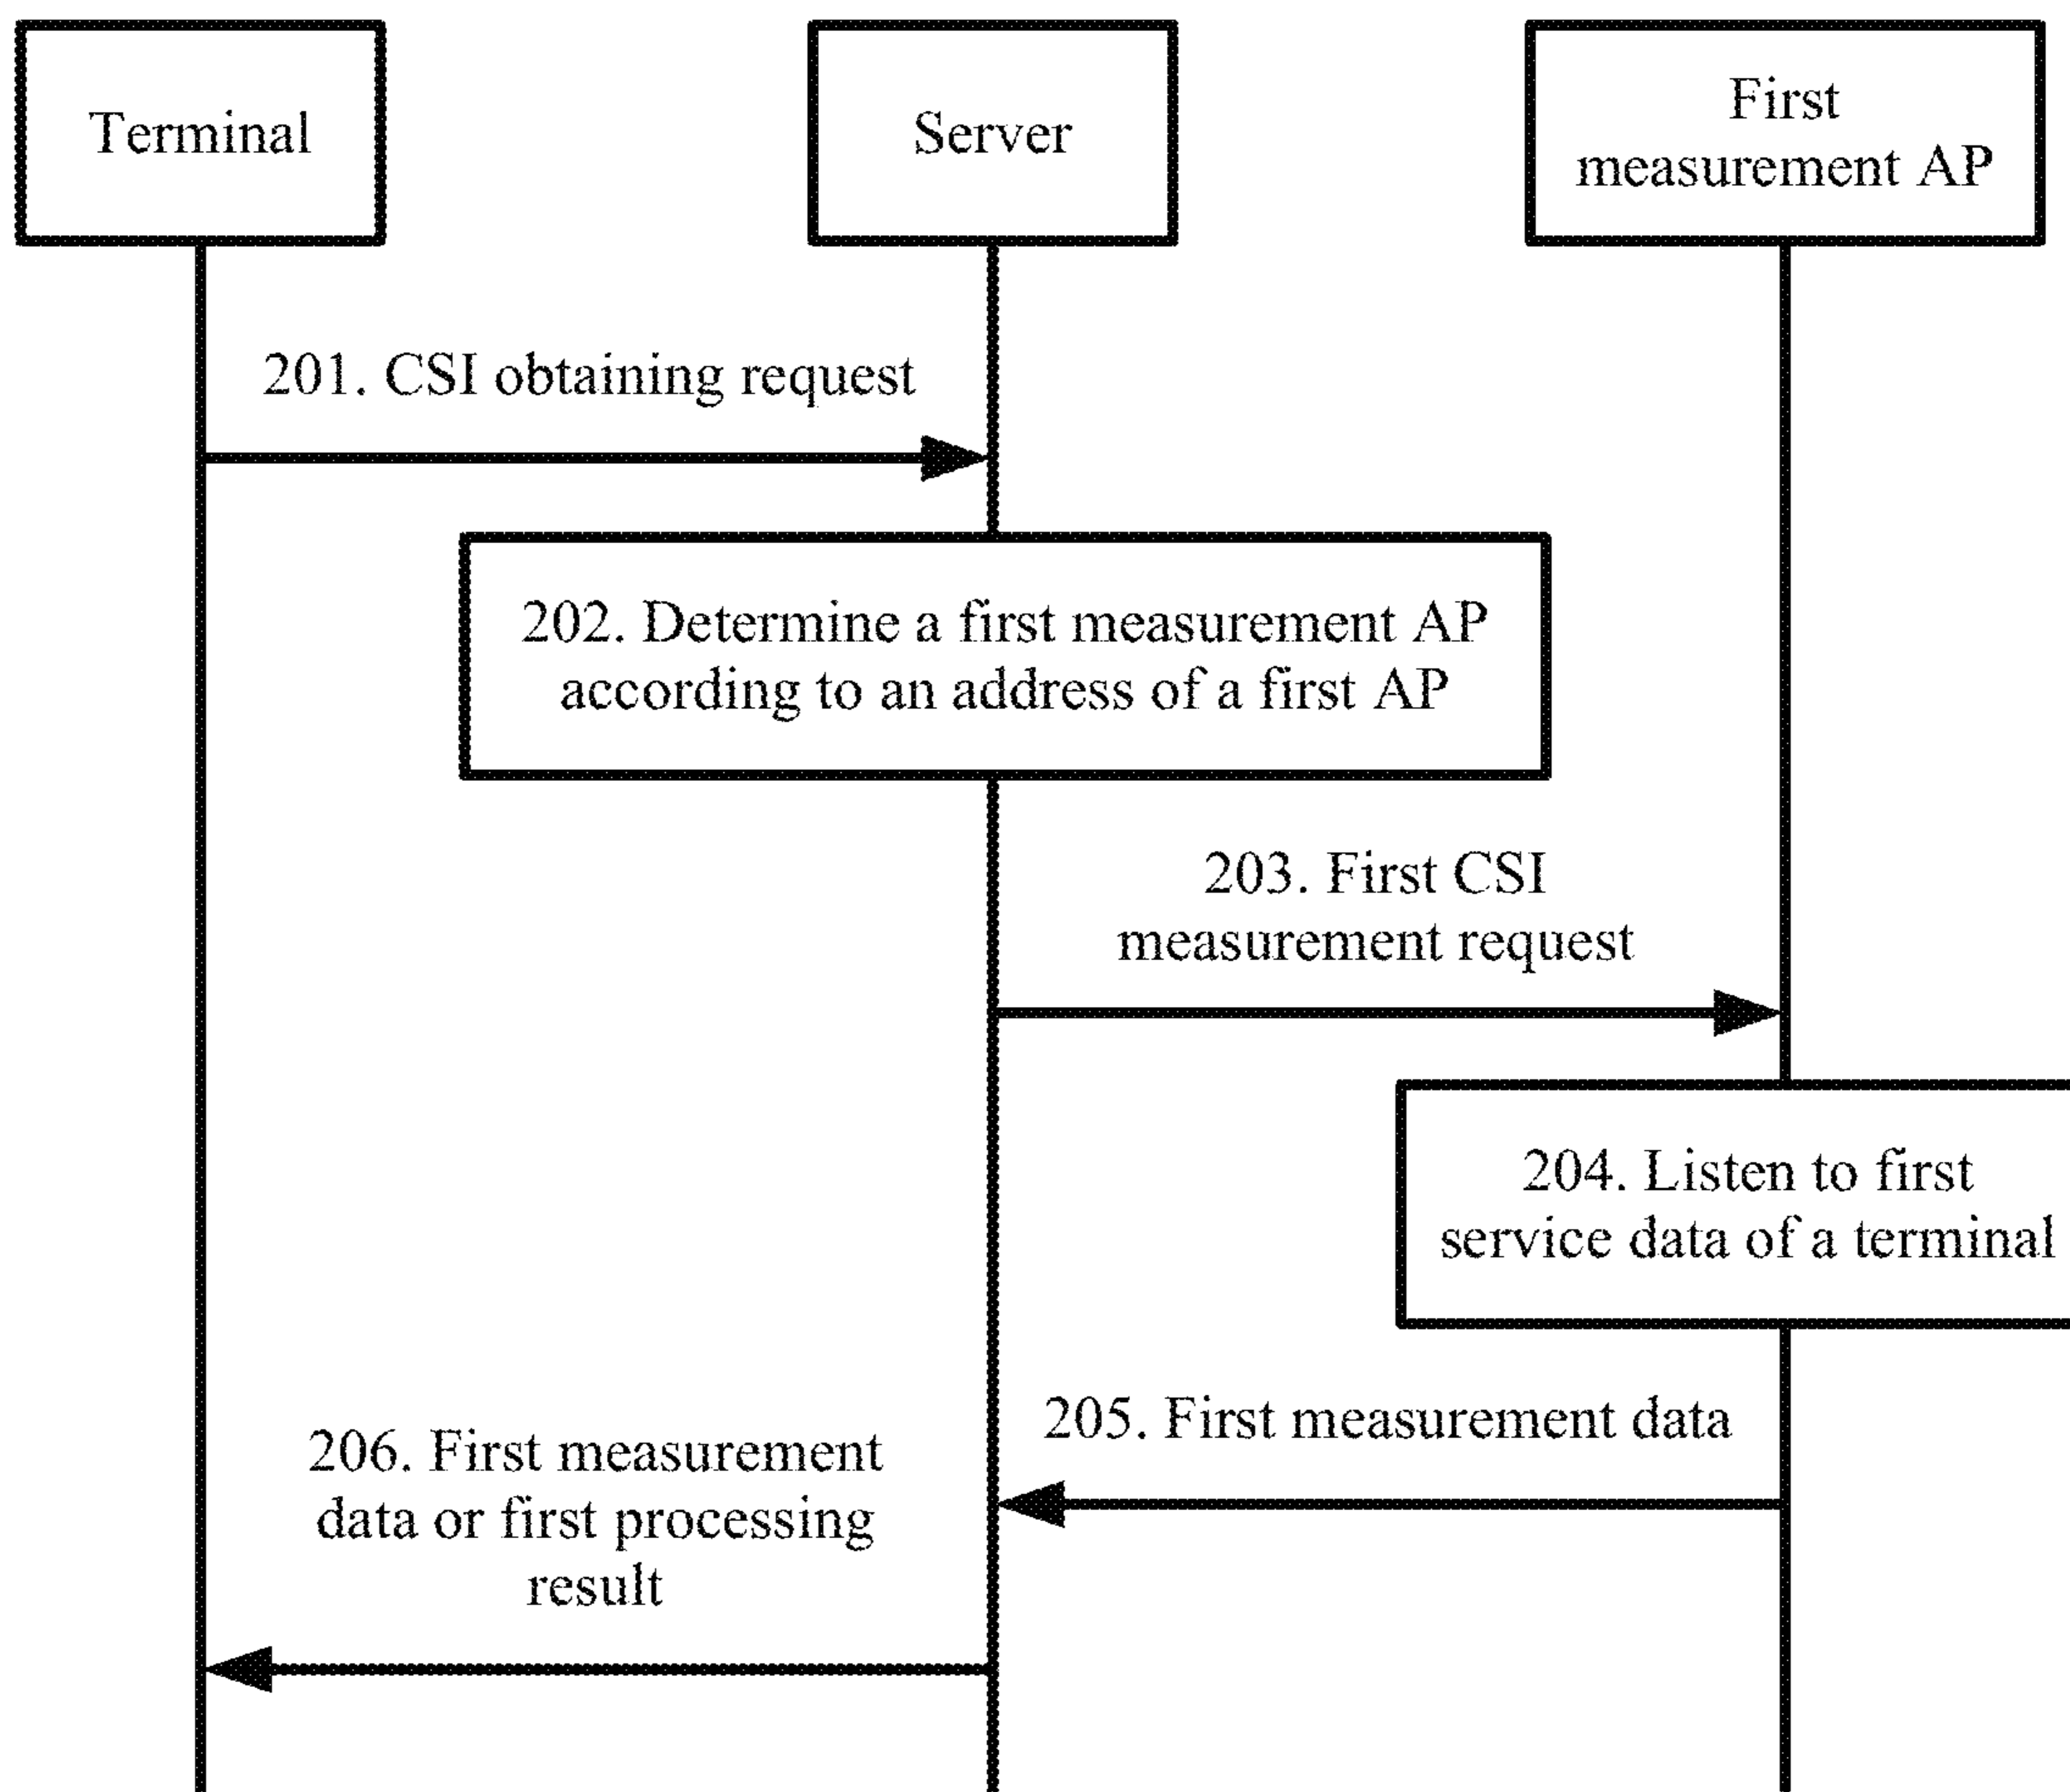 Terminal
Server
First
measurement AP
201. CSI obtaining request
202. Determine a first measurement AP
according to an address of a first AP
203. First CSI
measurement request
204. Listen to first
service data of a terminal
205. First measurement data
206. First measurement
data or first processing
result